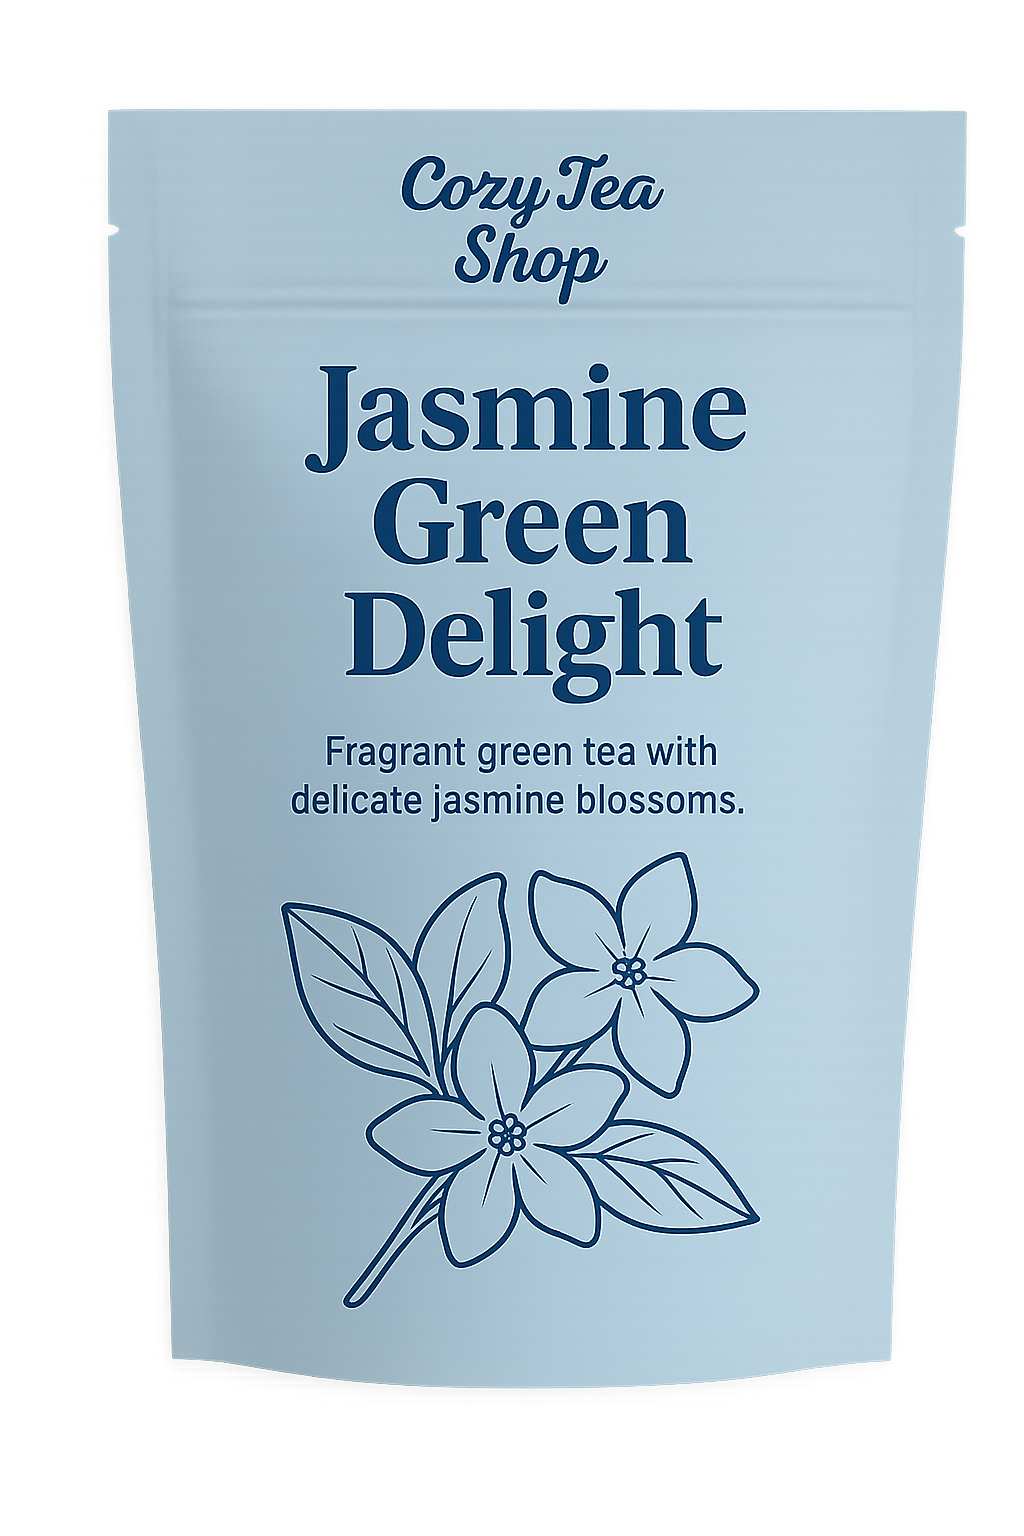 Cozy Tea
Shop
Jasmine
Green
Delight
Fragrant green tea with
delicate jasmine blossoms.